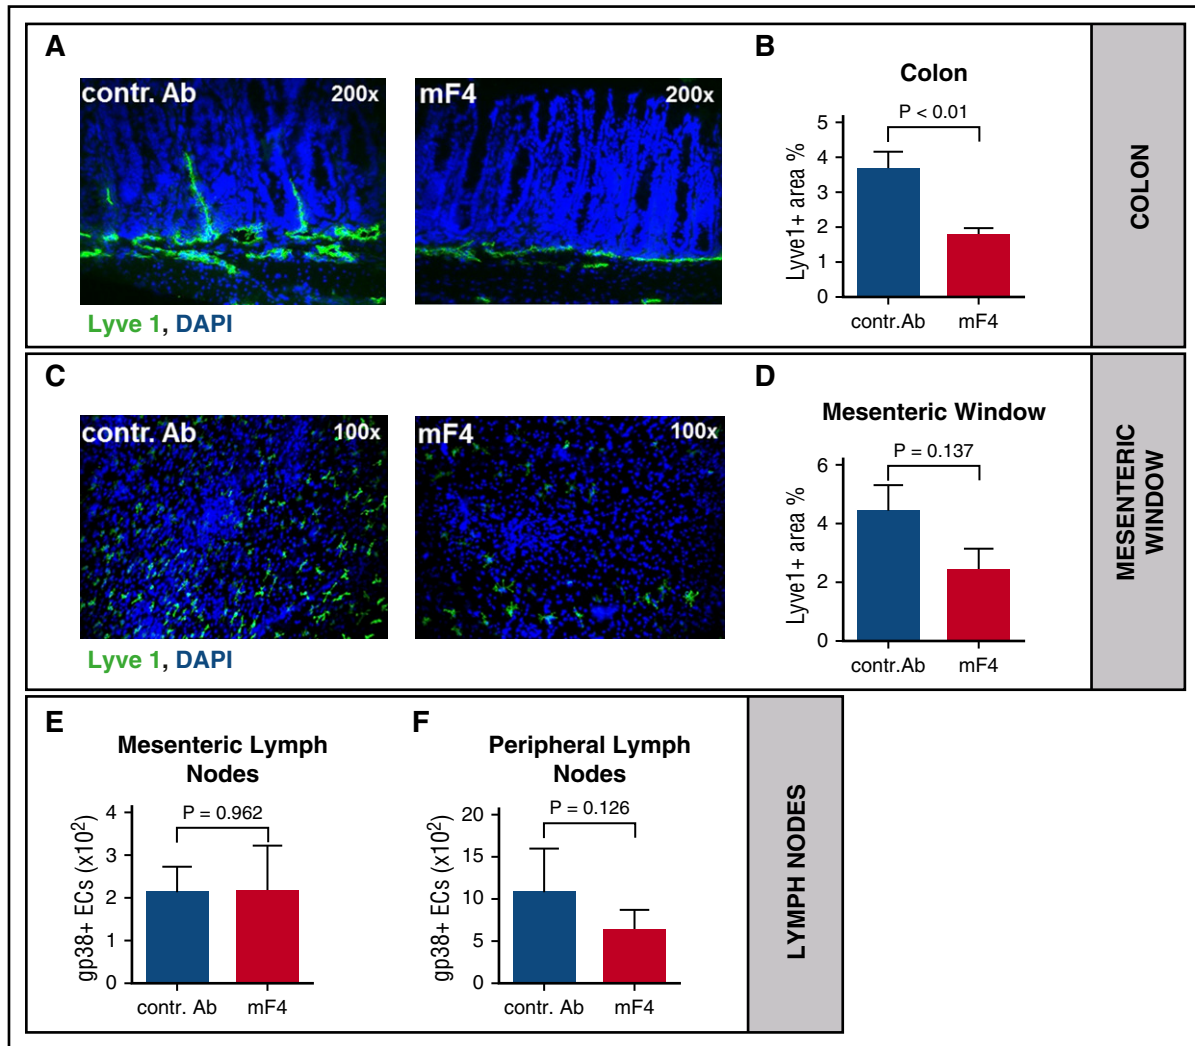 A
contr. Ab
200x
mF4
200x
Lyve 1, DAPI
B
Colon
P < 0.01
Lyve1+ area %
5
4
3
2
1
0
contr.Ab
mF4
COLON
C
contr. Ab
100x
mF4
100x
Lyve 1, DAPI
D
Mesenteric Window
P = 0.137
Lyve1+ area %
6
4
2
0
contr.Ab
mF4
MESENTERIC
WINDOW
E
Mesenteric Lymph
Nodes
P = 0.962
gp38+ ECs (x10²)
4
3
2
1
0
contr. Ab
mF4
F
Peripheral Lymph
Nodes
P = 0.126
gp38+ ECs (x10²)
20
15
10
5
0
contr. Ab
mF4
LYMPH NODES